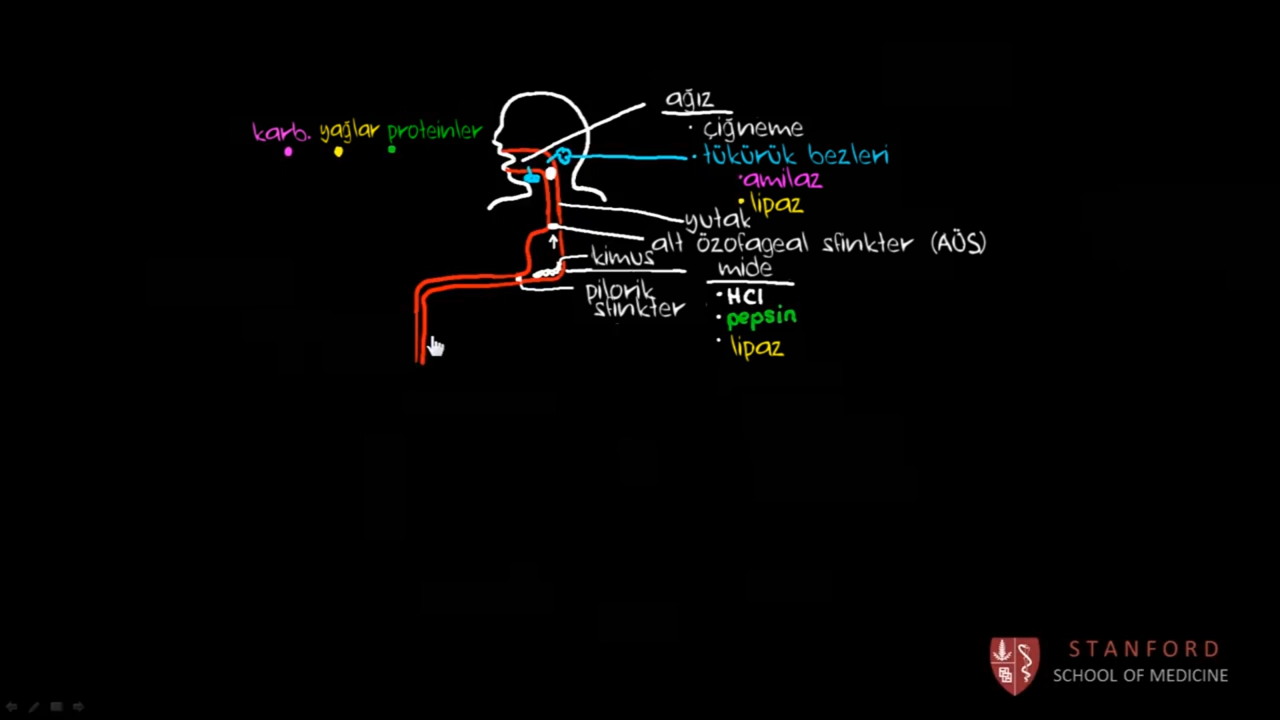 karb. yağlar proteinler
ağız
· çiğneme
· tükürük bezleri
· amilaz
· lipaz
yutak
alt özofageal sfinkter (AÜS)
kimus
mide
pilorik
sfinkter
· HCl
· pepsin
· lipaz
STANFORD
SCHOOL OF MEDICINE